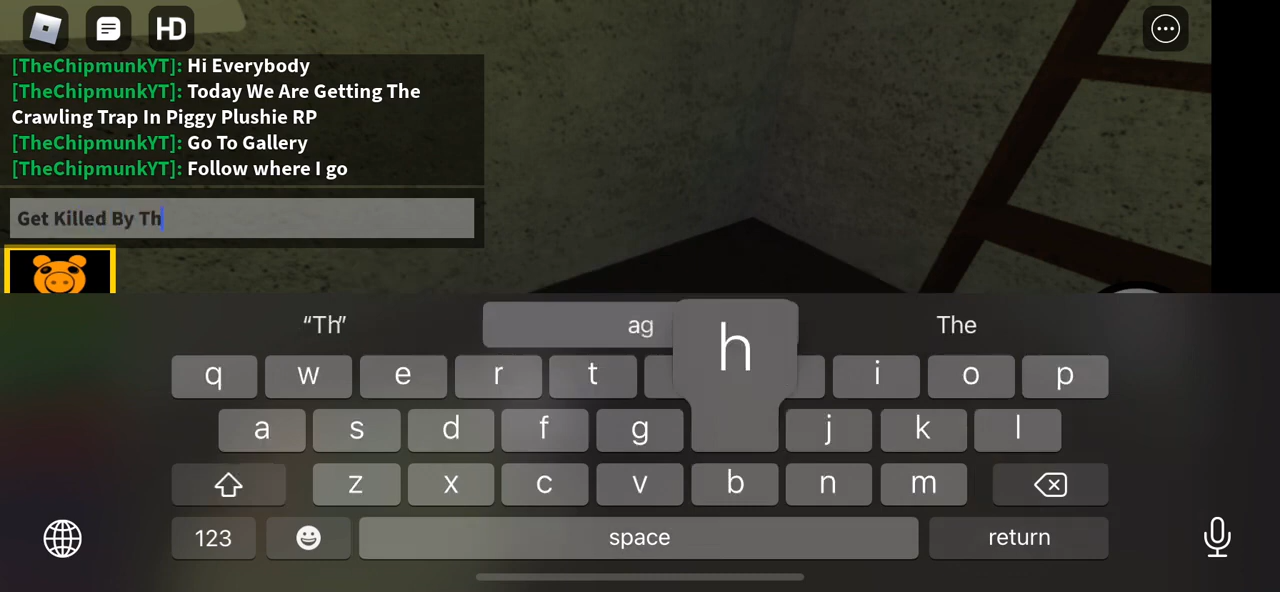 HD
[TheChipmunkYT]: Hi Everybody
[TheChipmunkYT]: Today We Are Getting The
Crawling Trap In Piggy Plushie RP
[TheChipmunkYT]: Go To Gallery
[TheChipmunkYT]: Follow where I go
Get Killed By Th
“Th” ag The
h
q w e r t i o p
a s d f g j k l
z x c v b n m
123 space return